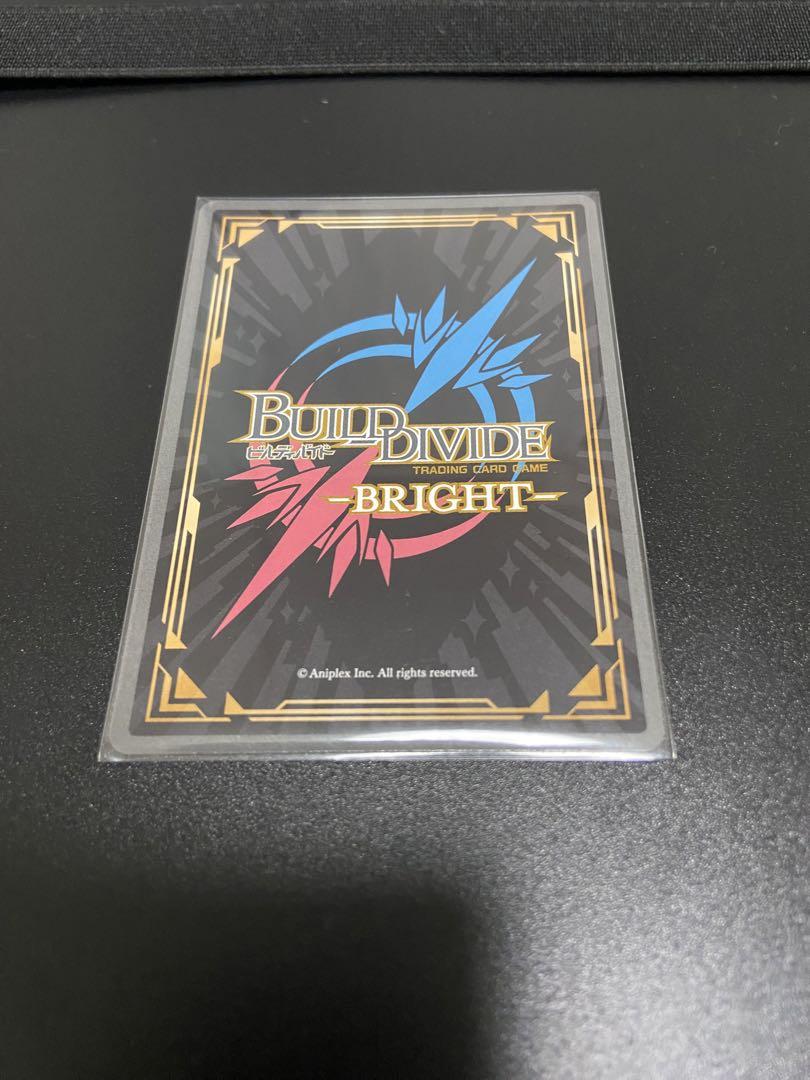 BUILD DIVIDE
ビルディバイド
TRADING CARD GAME
-BRIGHT-
© Aniplex Inc. All rights reserved.